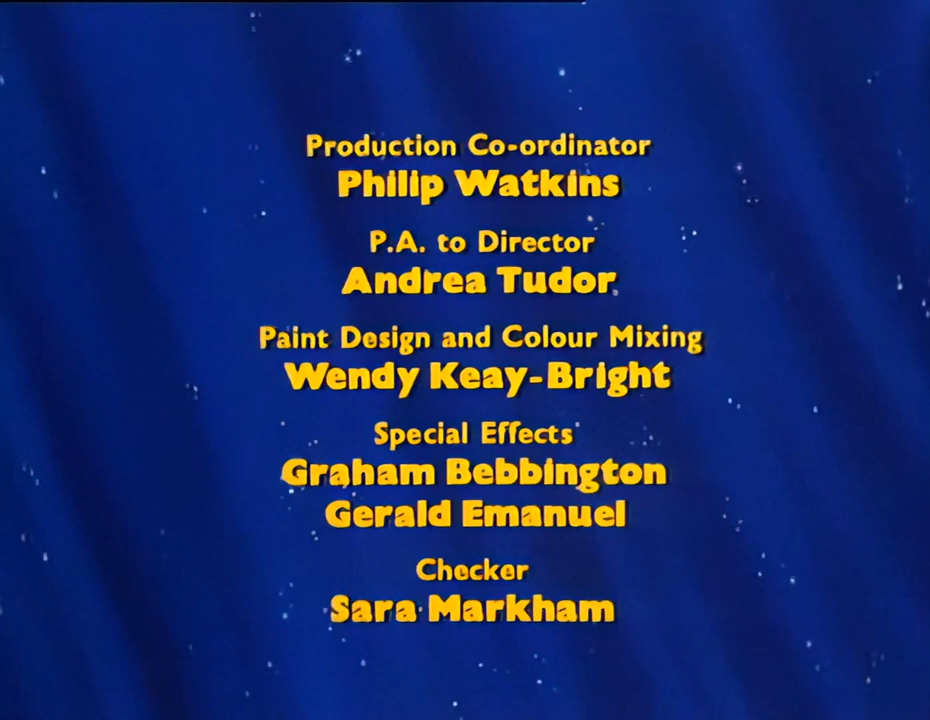 Production Co-ordinator
Philip Watkins
P.A. to Director
Andrea Tudor
Paint Design and Colour Mixing
Wendy Keay-Bright
Special Effects
Graham Bebbington
Gerald Emanuel
Checker
Sara Markham